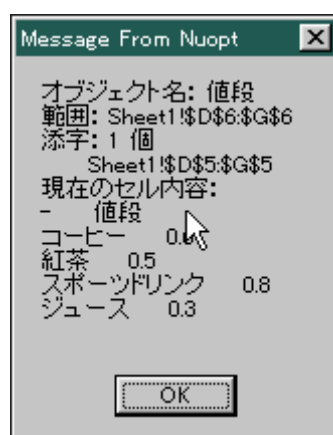 Message From Nuopt
オブジェクト名: 値段
範囲: Sheet1!$D$6:$G$6
添字: 1 個
Sheet1!$D$5:$G$5
現在のセル内容:
- 値段
コーヒー
紅茶 0.5
スポーツドリンク 0.8
ジュース 0.3
OK